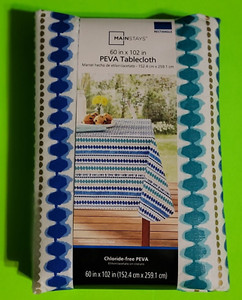 RECTANGLE
MAINSTAYS
60 in x 102 in
PEVA Tablecloth
Chloride-free PEVA
60 in x 102 in (152.4 cm x 259.1 cm)